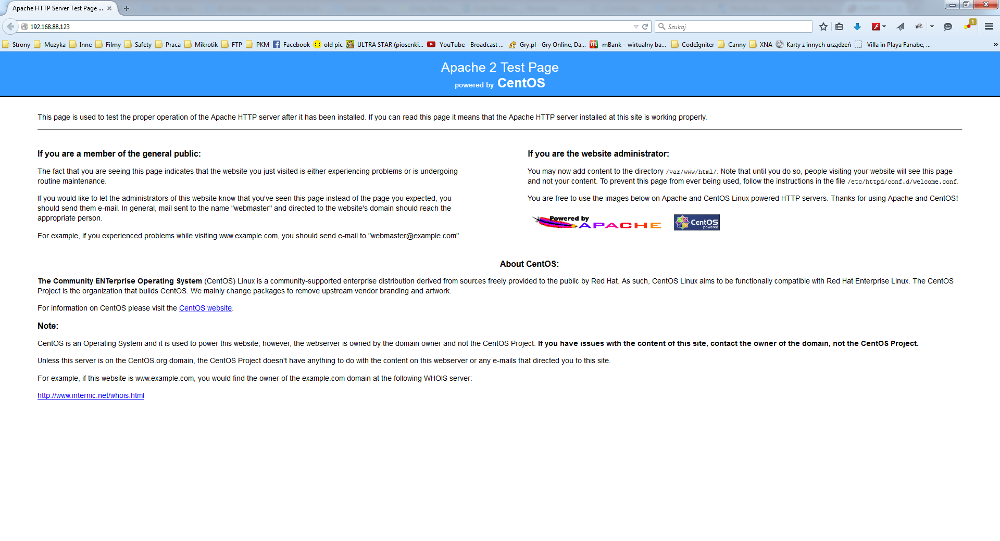 Apache HTTP Server Test Page ...
192.168.88.123
Szukaj
1
Strony Muzyka Inne Filmy Safety Praca Mikrotik FTP PKM Facebook old pic ULTRA STAR (piosenki... YouTube - Broadcast ... Gry.pl - Gry Online, Da... mBank – wirtualny ba... CodeIgniter Canny XNA Karty z innych urządzeń Villa in Playa Fanabe, ... »
Apache 2 Test Page
powered by CentOS
This page is used to test the proper operation of the Apache HTTP server after it has been installed. If you can read this page it means that the Apache HTTP server installed at this site is working properly.
If you are a member of the general public:
The fact that you are seeing this page indicates that the website you just visited is either experiencing problems or is undergoing
routine maintenance.
If you would like to let the administrators of this website know that you've seen this page instead of the page you expected, you
should send them e-mail. In general, mail sent to the name "webmaster" and directed to the website's domain should reach the
appropriate person.
For example, if you experienced problems while visiting www.example.com, you should send e-mail to "webmaster@example.com".
If you are the website administrator:
You may now add content to the directory /var/www/html/. Note that until you do so, people visiting your website will see this page
and not your content. To prevent this page from ever being used, follow the instructions in the file /etc/httpd/conf.d/welcome.conf.
You are free to use the images below on Apache and CentOS Linux powered HTTP servers. Thanks for using Apache and CentOS!
Powered by
APACHE
CentOS
powered
About CentOS:
The Community ENTerprise Operating System (CentOS) Linux is a community-supported enterprise distribution derived from sources freely provided to the public by Red Hat. As such, CentOS Linux aims to be functionally compatible with Red Hat Enterprise Linux. The CentOS
Project is the organization that builds CentOS. We mainly change packages to remove upstream vendor branding and artwork.
For information on CentOS please visit the CentOS website.
Note:
CentOS is an Operating System and it is used to power this website; however, the webserver is owned by the domain owner and not the CentOS Project. If you have issues with the content of this site, contact the owner of the domain, not the CentOS Project.
Unless this server is on the CentOS.org domain, the CentOS Project doesn't have anything to do with the content on this webserver or any e-mails that directed you to this site.
For example, if this website is www.example.com, you would find the owner of the example.com domain at the following WHOIS server:
http://www.internic.net/whois.html